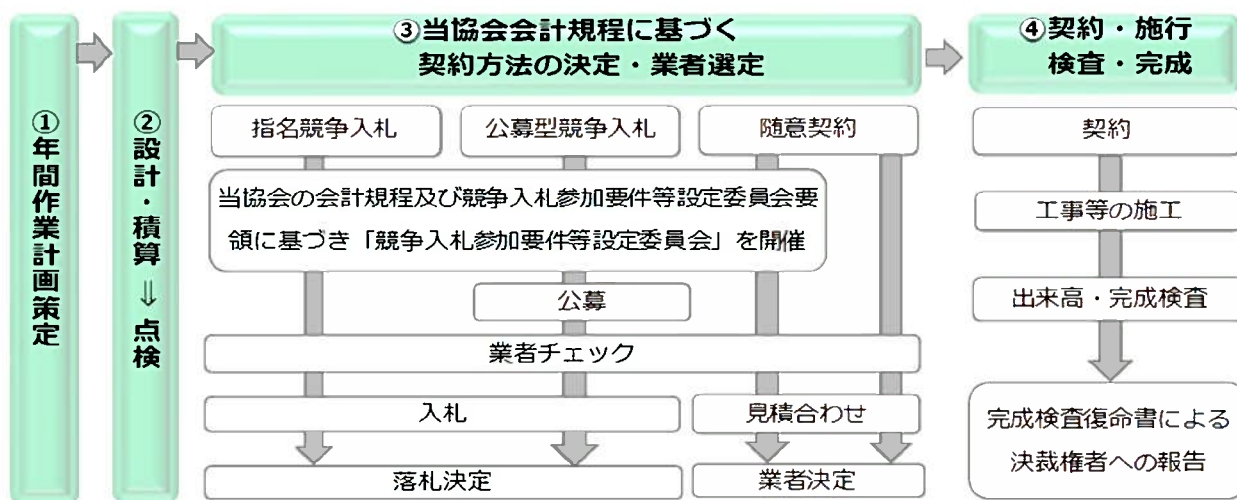 ①年間作業計画策定
②設計・積算⇓点検
③当協会会計規程に基づく
契約方法の決定・業者選定
指名競争入札
公募型競争入札
随意契約
当協会の会計規程及び競争入札参加要件等設定委員会要
領に基づき「競争入札参加要件等設定委員会」を開催
公募
業者チェック
入札
見積合わせ
落札決定
業者決定
④契約・施行
検査・完成
契約
工事等の施工
出来高・完成検査
完成検査復命書による
決裁権者への報告